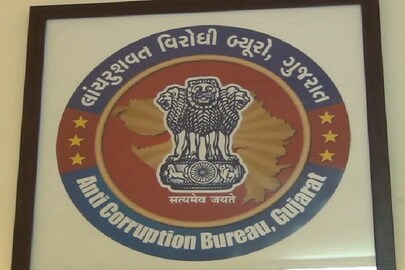 લાંચરુશવત વિરોધી બ્યૂરો, ગુજરાત
सत्यमेव जयते
Anti Corruption Bureau, Gujarat